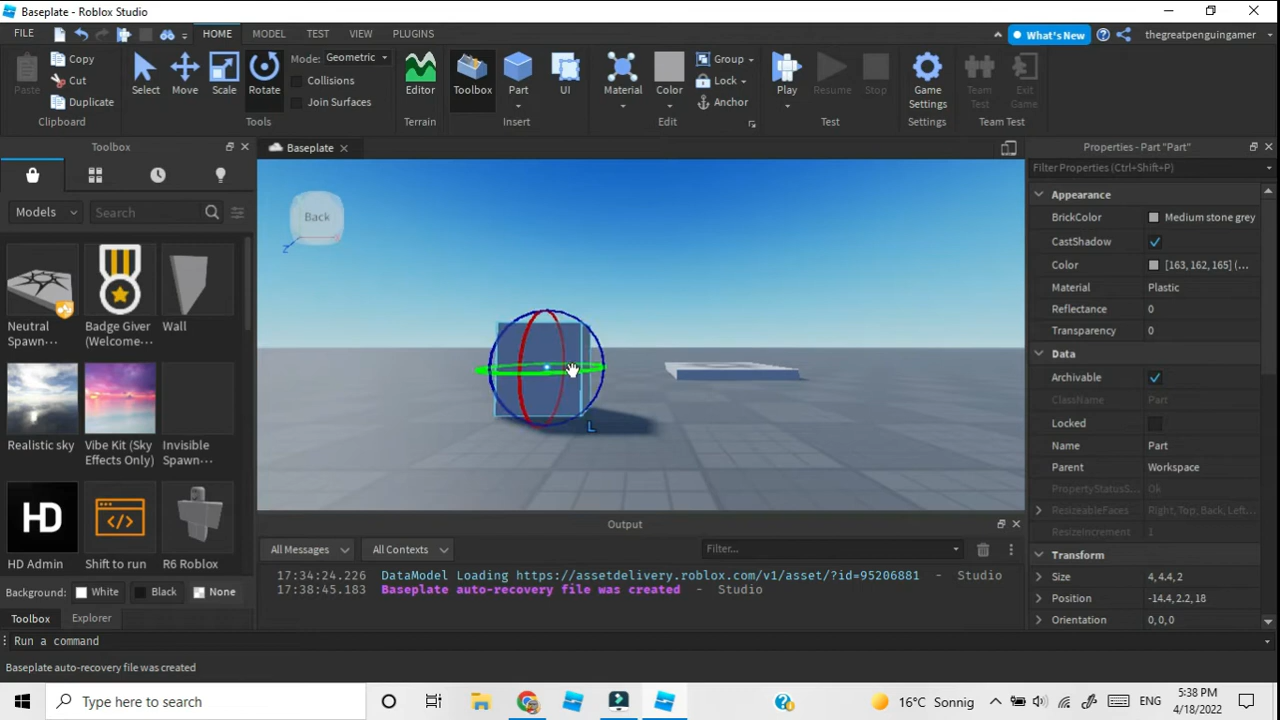 Baseplate - Roblox Studio
FILE HOME MODEL TEST VIEW PLUGINS What's New thegreatpenguingamer
Paste Copy Cut Duplicate
Select Move Scale Rotate
Mode: Geometric
Collisions
Join Surfaces
Editor Toolbox Part UI Material Color
Group Lock Anchor
Play Resume Stop Game Settings Team Test Exit Game
Clipboard Tools Terrain Insert Edit Test Settings Team Test
Toolbox
Baseplate
Properties - Part "Part"
Models Search
Filter Properties (Ctrl+Shift+P)
Back
Z
L
Neutral Spawn... Badge Giver (Welcome... Wall
Realistic sky Vibe Kit (Sky Effects Only) Invisible Spawn...
HD
HD Admin Shift to run R6 Roblox
Background: White Black None
Toolbox Explorer
Appearance
BrickColor Medium stone grey
CastShadow
Color [163, 162, 165] (...
Material Plastic
Reflectance 0
Transparency 0
Data
Archivable
ClassName Part
Locked
Name Part
Parent Workspace
PropertyStatusS... Ok
ResizeableFaces Right, Top, Back, Left...
ResizeIncrement 1
Transform
Size 4, 4.4, 2
Position -14.4, 2.2, 18
Orientation 0, 0, 0
Output
All Messages All Contexts Filter...
17:34:24.226 DataModel Loading https://assetdelivery.roblox.com/v1/asset/?id=95206881 - Studio
17:38:45.183 Baseplate auto-recovery file was created - Studio
Run a command
Baseplate auto-recovery file was created
Type here to search
16°C Sonnig
ENG
5:38 PM
4/18/2022